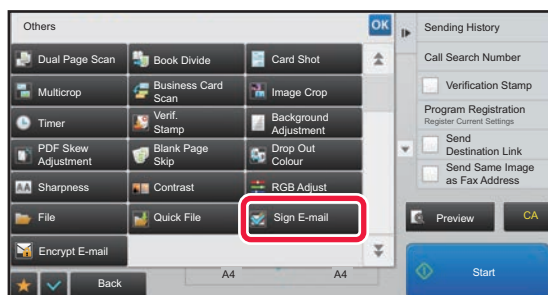 Others
OK
Dual Page Scan
Book Divide
Card Shot
Multicrop
Business Card
Scan
Image Crop
Timer
Verif.
Stamp
Background
Adjustment
PDF Skew
Adjustment
Blank Page
Skip
Drop Out
Colour
AA Sharpness
Contrast
RGB Adjust
File
Quick File
Sign E-mail
Encrypt E-mail
Back
A4
A4
Sending History
Call Search Number
Verification Stamp
Program Registration
Register Current Settings
Send
Destination Link
Send Same Image
as Fax Address
Preview
CA
Start